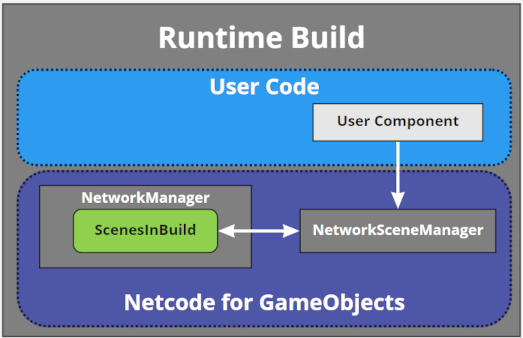 Runtime Build
User Code
User Component
NetworkManager
ScenesInBuild
NetworkSceneManager
Netcode for GameObjects